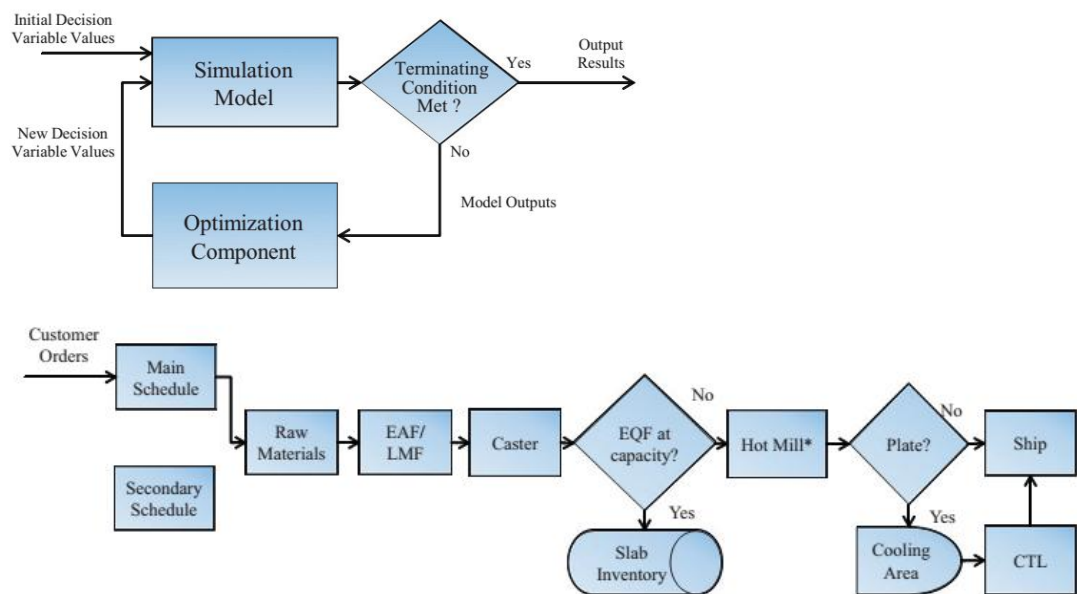 Initial Decision
Variable Values
Simulation
Model
Terminating
Condition
Met ?
Yes
Output
Results
No
New Decision
Variable Values
Model Outputs
Optimization
Component
Customer
Orders
Main
Schedule
Secondary
Schedule
Raw
Materials
EAF/
LMF
Caster
EQF at
capacity?
No
Yes
Slab
Inventory
Hot Mill*
Plate?
No
Yes
Ship
Cooling
Area
CTL